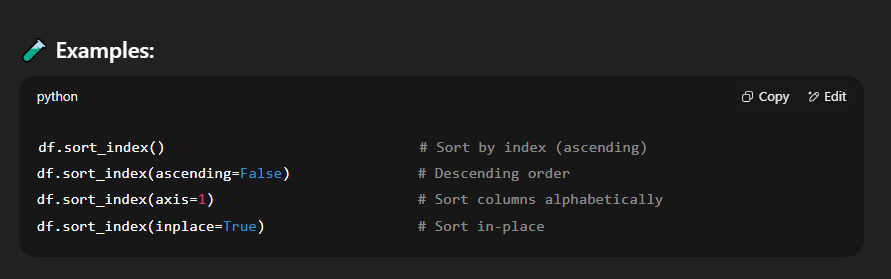 🧪 Examples:
python
Copy Edit
df.sort_index() # Sort by index (ascending)
df.sort_index(ascending=False) # Descending order
df.sort_index(axis=1) # Sort columns alphabetically
df.sort_index(inplace=True) # Sort in-place